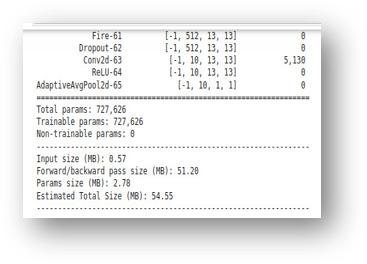 Fire-61 [-1, 512, 13, 13] 0
Dropout-62 [-1, 512, 13, 13] 0
Conv2d-63 [-1, 10, 13, 13] 5,130
ReLU-64 [-1, 10, 13, 13] 0
AdaptiveAvgPool2d-65 [-1, 10, 1, 1] 0
================================================================
Total params: 727,626
Trainable params: 727,626
Non-trainable params: 0
----------------------------------------------------------------
Input size (MB): 0.57
Forward/backward pass size (MB): 51.20
Params size (MB): 2.78
Estimated Total Size (MB): 54.55
----------------------------------------------------------------